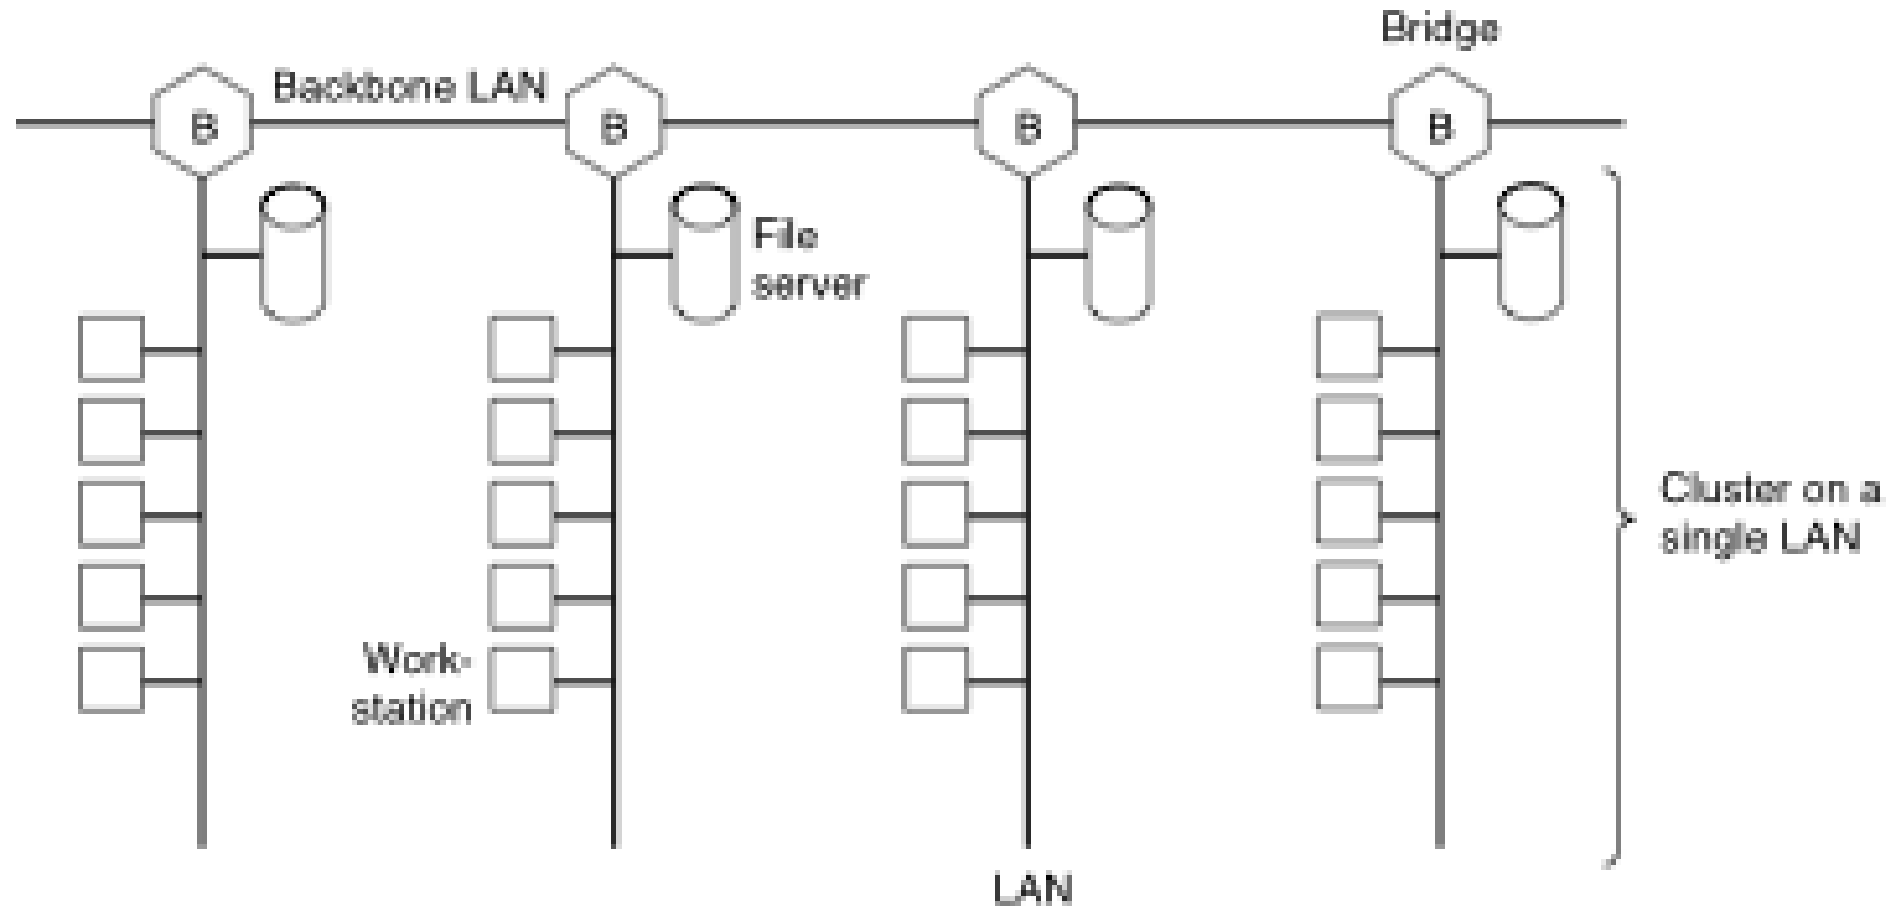 Bridge
Backbone LAN
B
B
B
B
File
server
Cluster on a
single LAN
Work-
station
LAN